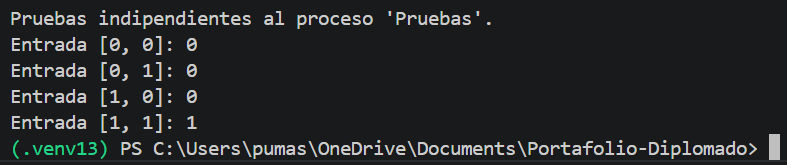 Pruebas indipendientes al proceso 'Pruebas'.
Entrada [0, 0]: 0
Entrada [0, 1]: 0
Entrada [1, 0]: 0
Entrada [1, 1]: 1
(.venv13) PS C:\Users\pumas\OneDrive\Documents\Portafolio-Diplomado>